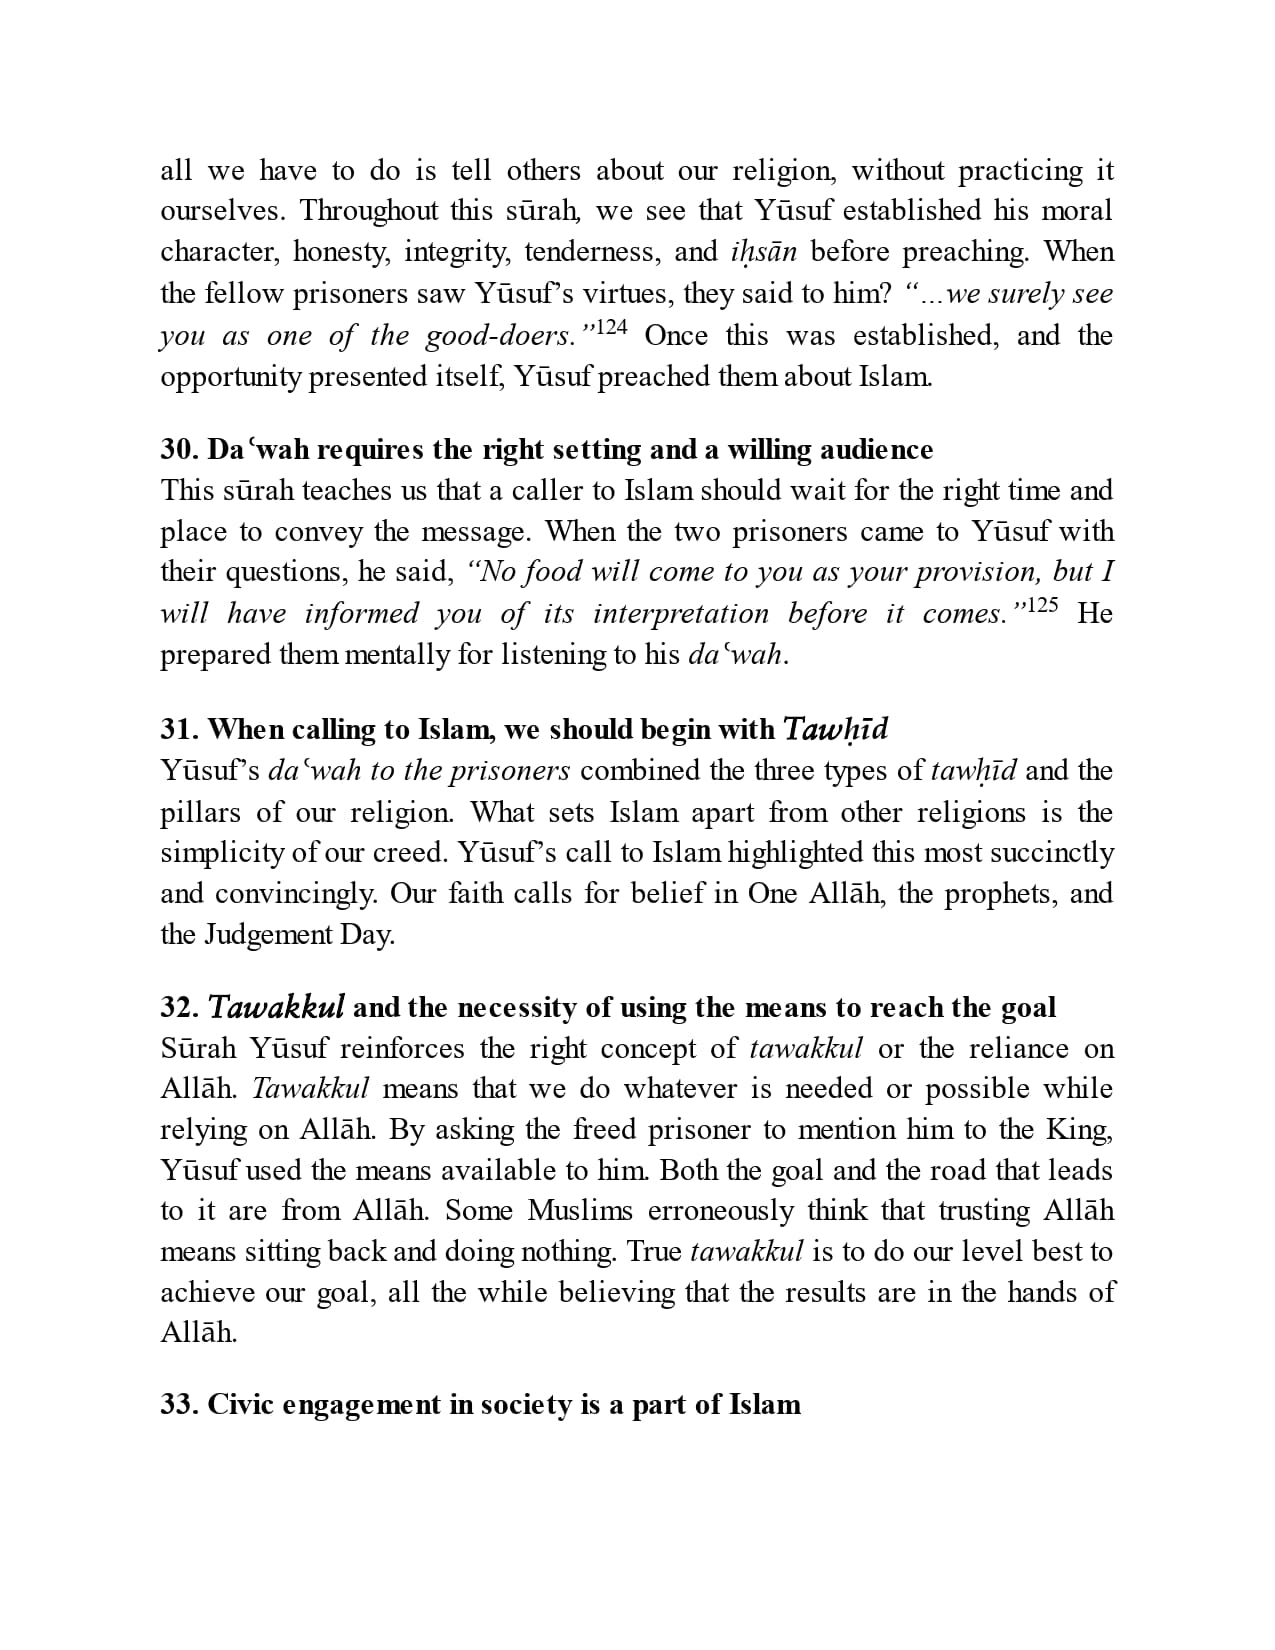 all we have to do is tell others about our religion, without practicing it
ourselves. Throughout this sūrah, we see that Yūsuf established his moral
character, honesty, integrity, tenderness, and iḥsān before preaching. When
the fellow prisoners saw Yūsuf’s virtues, they said to him? “…we surely see
you as one of the good-doers.”124 Once this was established, and the
opportunity presented itself, Yūsuf preached them about Islam.
30. Daʿwah requires the right setting and a willing audience
This sūrah teaches us that a caller to Islam should wait for the right time and
place to convey the message. When the two prisoners came to Yūsuf with
their questions, he said, “No food will come to you as your provision, but I
will have informed you of its interpretation before it comes.”125 He
prepared them mentally for listening to his daʿwah.
31. When calling to Islam, we should begin with Tawḥīd
Yūsuf’s daʿwah to the prisoners combined the three types of tawḥīd and the
pillars of our religion. What sets Islam apart from other religions is the
simplicity of our creed. Yūsuf’s call to Islam highlighted this most succinctly
and convincingly. Our faith calls for belief in One Allāh, the prophets, and
the Judgement Day.
32. Tawakkul and the necessity of using the means to reach the goal
Sūrah Yūsuf reinforces the right concept of tawakkul or the reliance on
Allāh. Tawakkul means that we do whatever is needed or possible while
relying on Allāh. By asking the freed prisoner to mention him to the King,
Yūsuf used the means available to him. Both the goal and the road that leads
to it are from Allāh. Some Muslims erroneously think that trusting Allāh
means sitting back and doing nothing. True tawakkul is to do our level best to
achieve our goal, all the while believing that the results are in the hands of
Allāh.
33. Civic engagement in society is a part of Islam